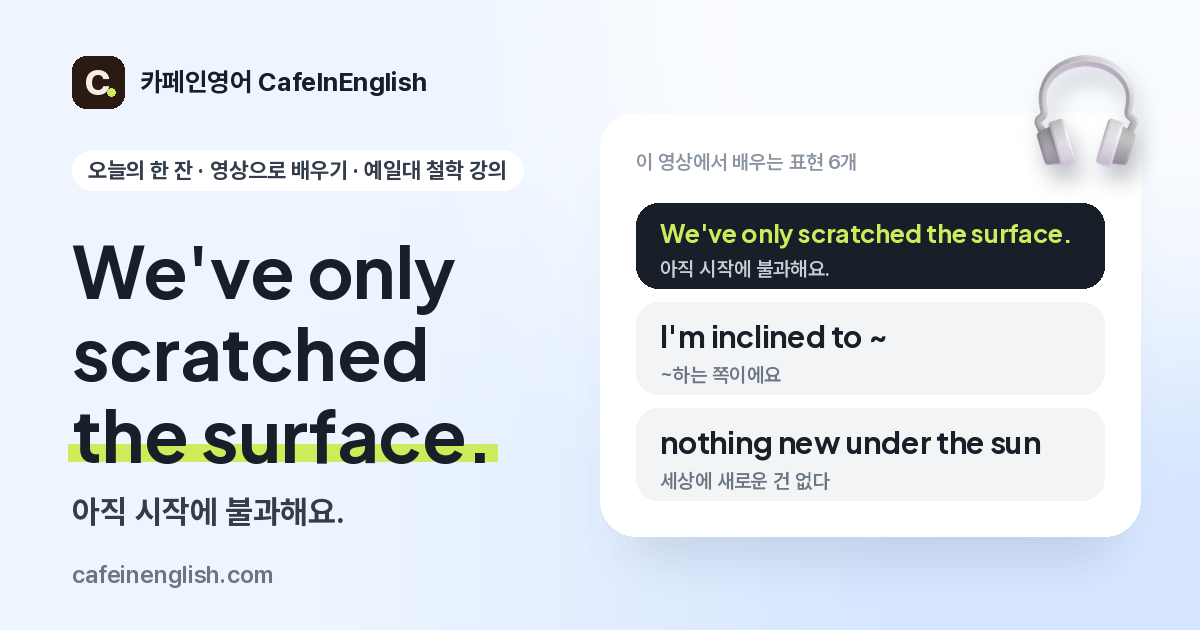 C
카페인영어 CafeInEnglish
오늘의 한 잔 · 영상으로 배우기 · 예일대 철학 강의
We've only
scratched
the surface.
아직 시작에 불과해요.
cafeinenglish.com
이 영상에서 배우는 표현 6개
We've only scratched the surface.
아직 시작에 불과해요.
I'm inclined to ~
~하는 쪽이에요
nothing new under the sun
세상에 새로운 건 없다